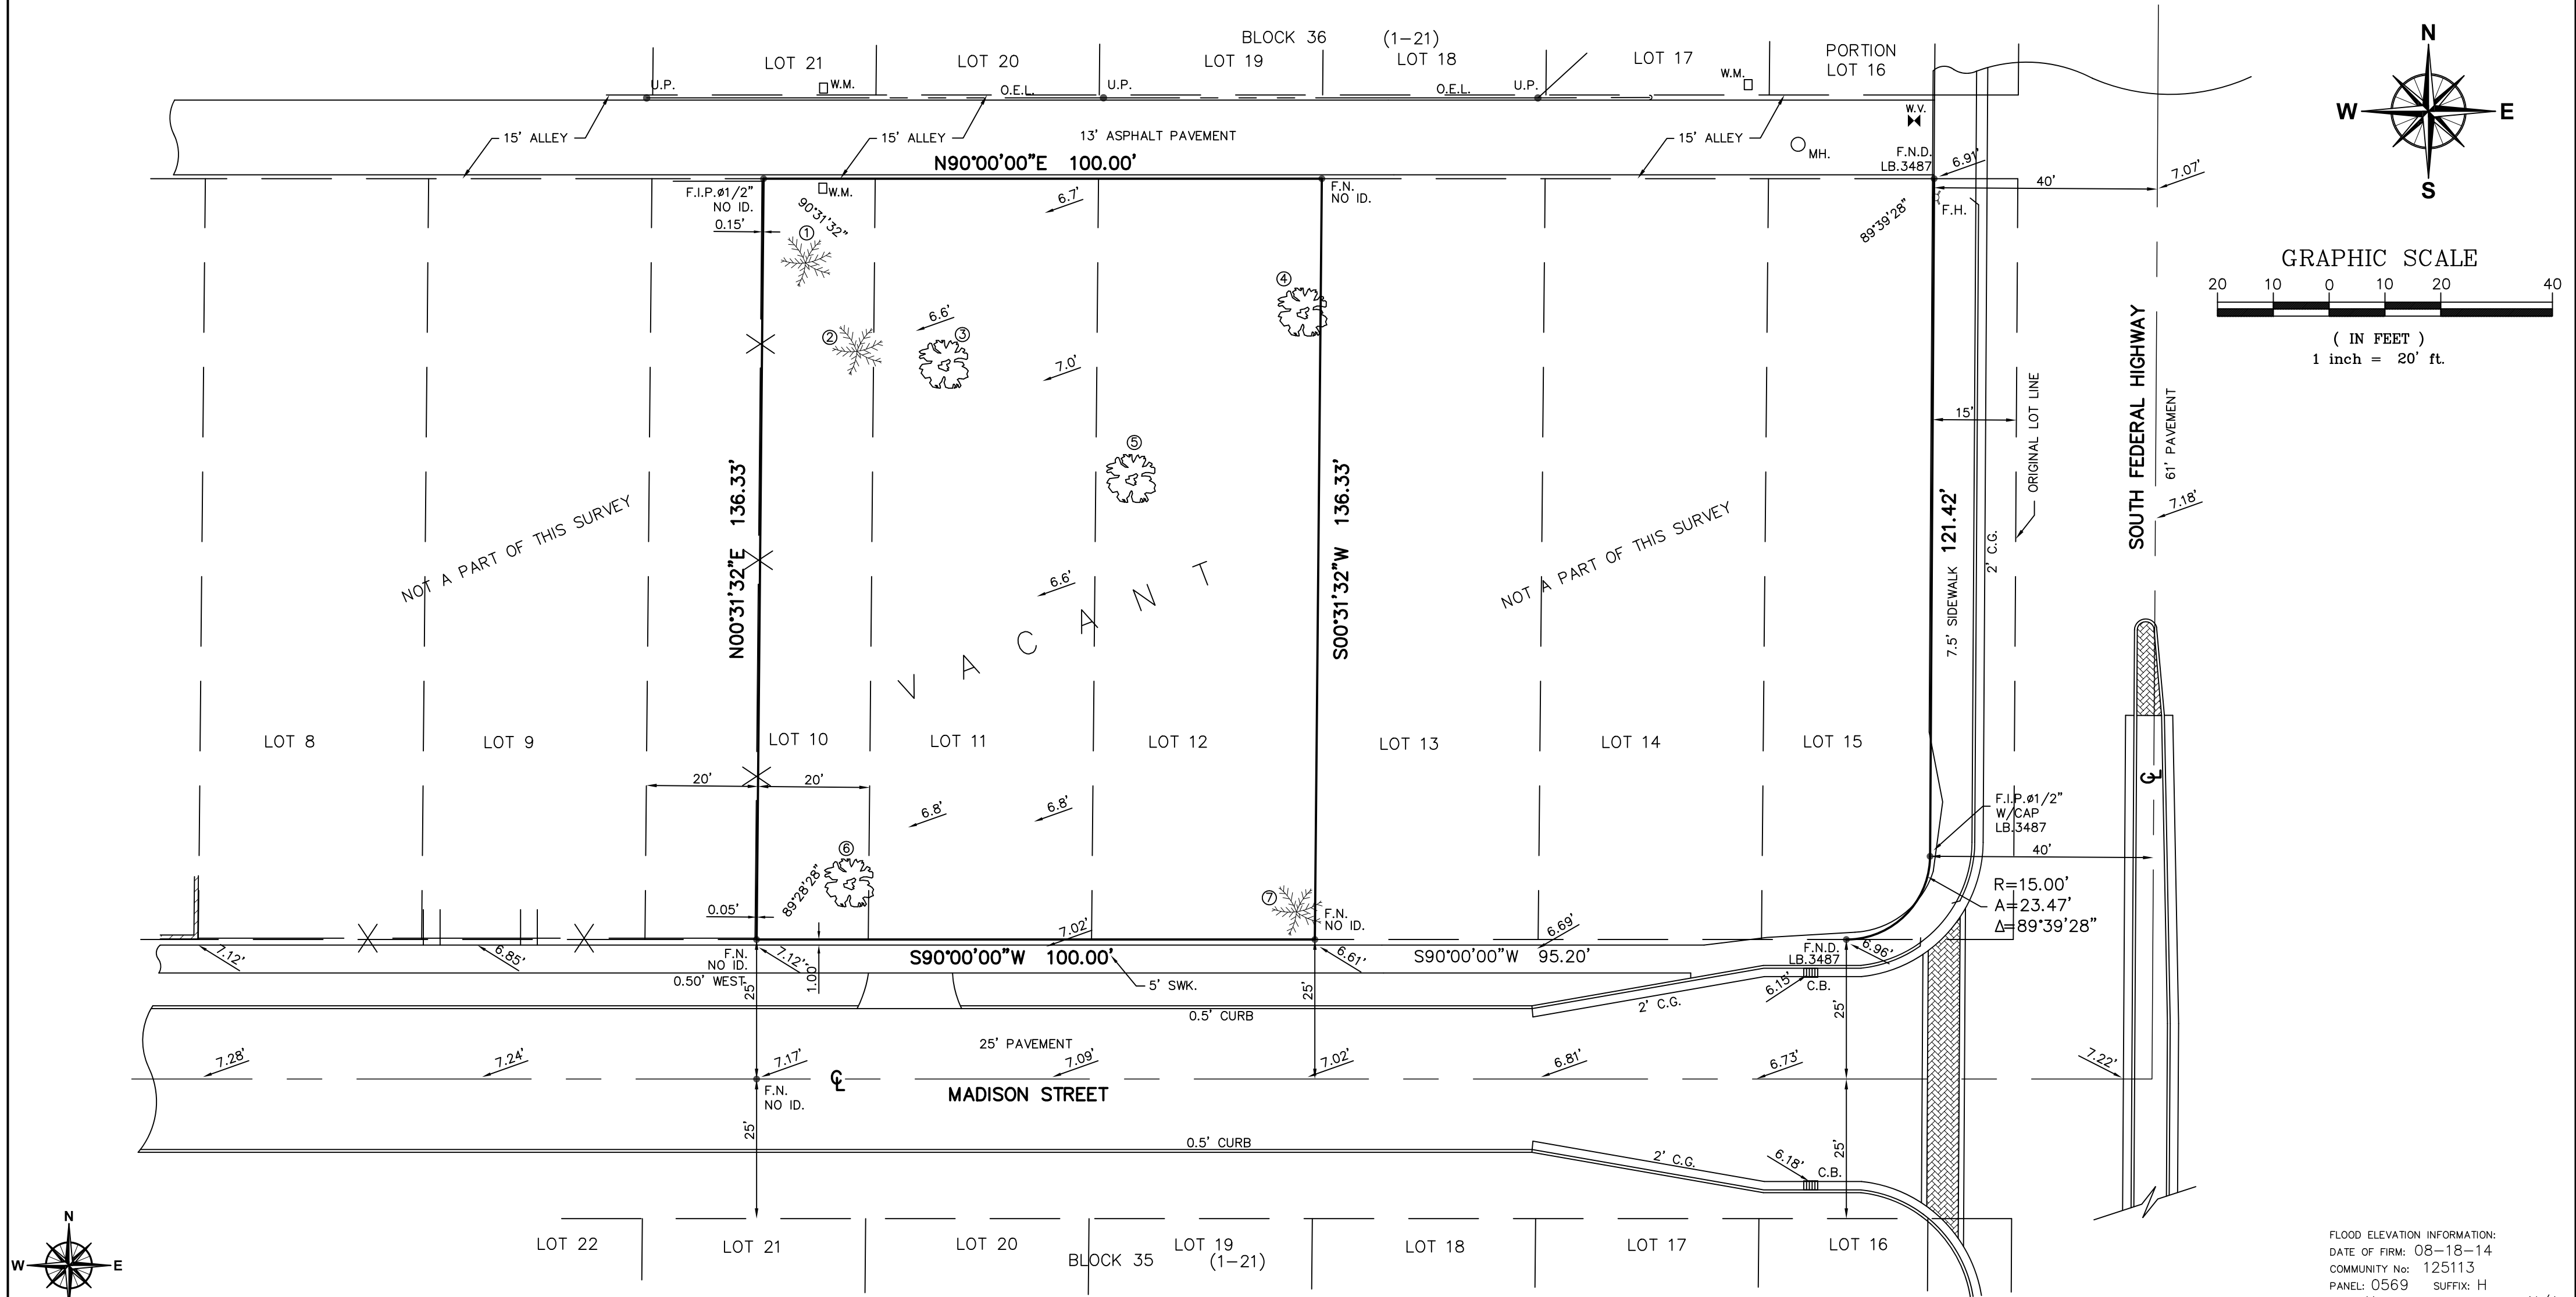 BLOCK 36 (1-21)
LOT 21
LOT 20
LOT 19
LOT 18
LOT 17
PORTION
LOT 16
U.P.
W.M.
O.E.L.
U.P.
O.E.L.
U.P.
W.M.
W.V.
15' ALLEY
15' ALLEY
13' ASPHALT PAVEMENT
15' ALLEY
MH.
F.N.D.
LB.3487
6.91'
N90°00'00"E 100.00'
40'
7.07'
N
W
E
S
F.I.P.ø1/2"
NO ID.
0.15'
W.M.
90°31'32"
6.7'
F.N.
NO ID.
89°39'28"
F.H.
1
2
3
4
5
6.6'
7.0'
GRAPHIC SCALE
20 10 0 10 20 40
( IN FEET )
1 inch = 20' ft.
15'
ORIGINAL LOT LINE
SOUTH FEDERAL HIGHWAY
61' PAVEMENT
7.18'
N00°31'32"E 136.33'
S00°31'32"W 136.33'
121.42'
7.5' SIDEWALK
2' C.G.
NOT A PART OF THIS SURVEY
6.6'
VACANT
NOT A PART OF THIS SURVEY
LOT 8
LOT 9
LOT 10
LOT 11
LOT 12
LOT 13
LOT 14
LOT 15
20'
20'
6.8'
6.8'
℄
F.I.P.ø1/2"
W/CAP
LB.3487
40'
R=15.00'
A=23.47'
Δ=89°39'28"
6
89°28'28"
0.05'
7
F.N.
NO ID.
7.12'
6.85'
F.N.
NO ID.
0.50' WEST
7.12'
1.00'
7.02'
S90°00'00"W 100.00'
5' SWK.
6.61'
S90°00'00"W 95.20'
6.69'
F.N.D.
LB.3487
6.96'
6.15'
C.B.
25'
25'
25'
0.5' CURB
2' C.G.
25' PAVEMENT
7.28'
7.24'
7.17'
7.09'
7.02'
6.81'
6.73'
7.22'
F.N.
NO ID.
℄
MADISON STREET
25'
0.5' CURB
2' C.G.
6.18'
C.B.
25'
N
W
E
LOT 22
LOT 21
LOT 20
LOT 19
LOT 18
LOT 17
LOT 16
BLOCK 35 (1-21)
FLOOD ELEVATION INFORMATION:
DATE OF FIRM: 08-18-14
COMMUNITY No: 125113
PANEL: 0569 SUFFIX: H